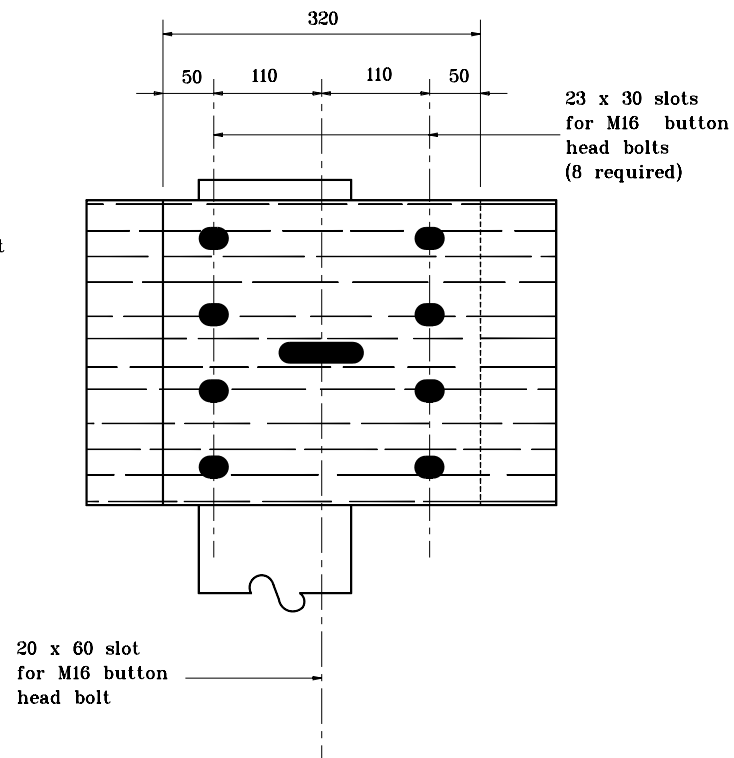 320
50 110 110 50
23 x 30 slots
for M16 button
head bolts
(8 required)
t
20 x 60 slot
for M16 button
head bolt